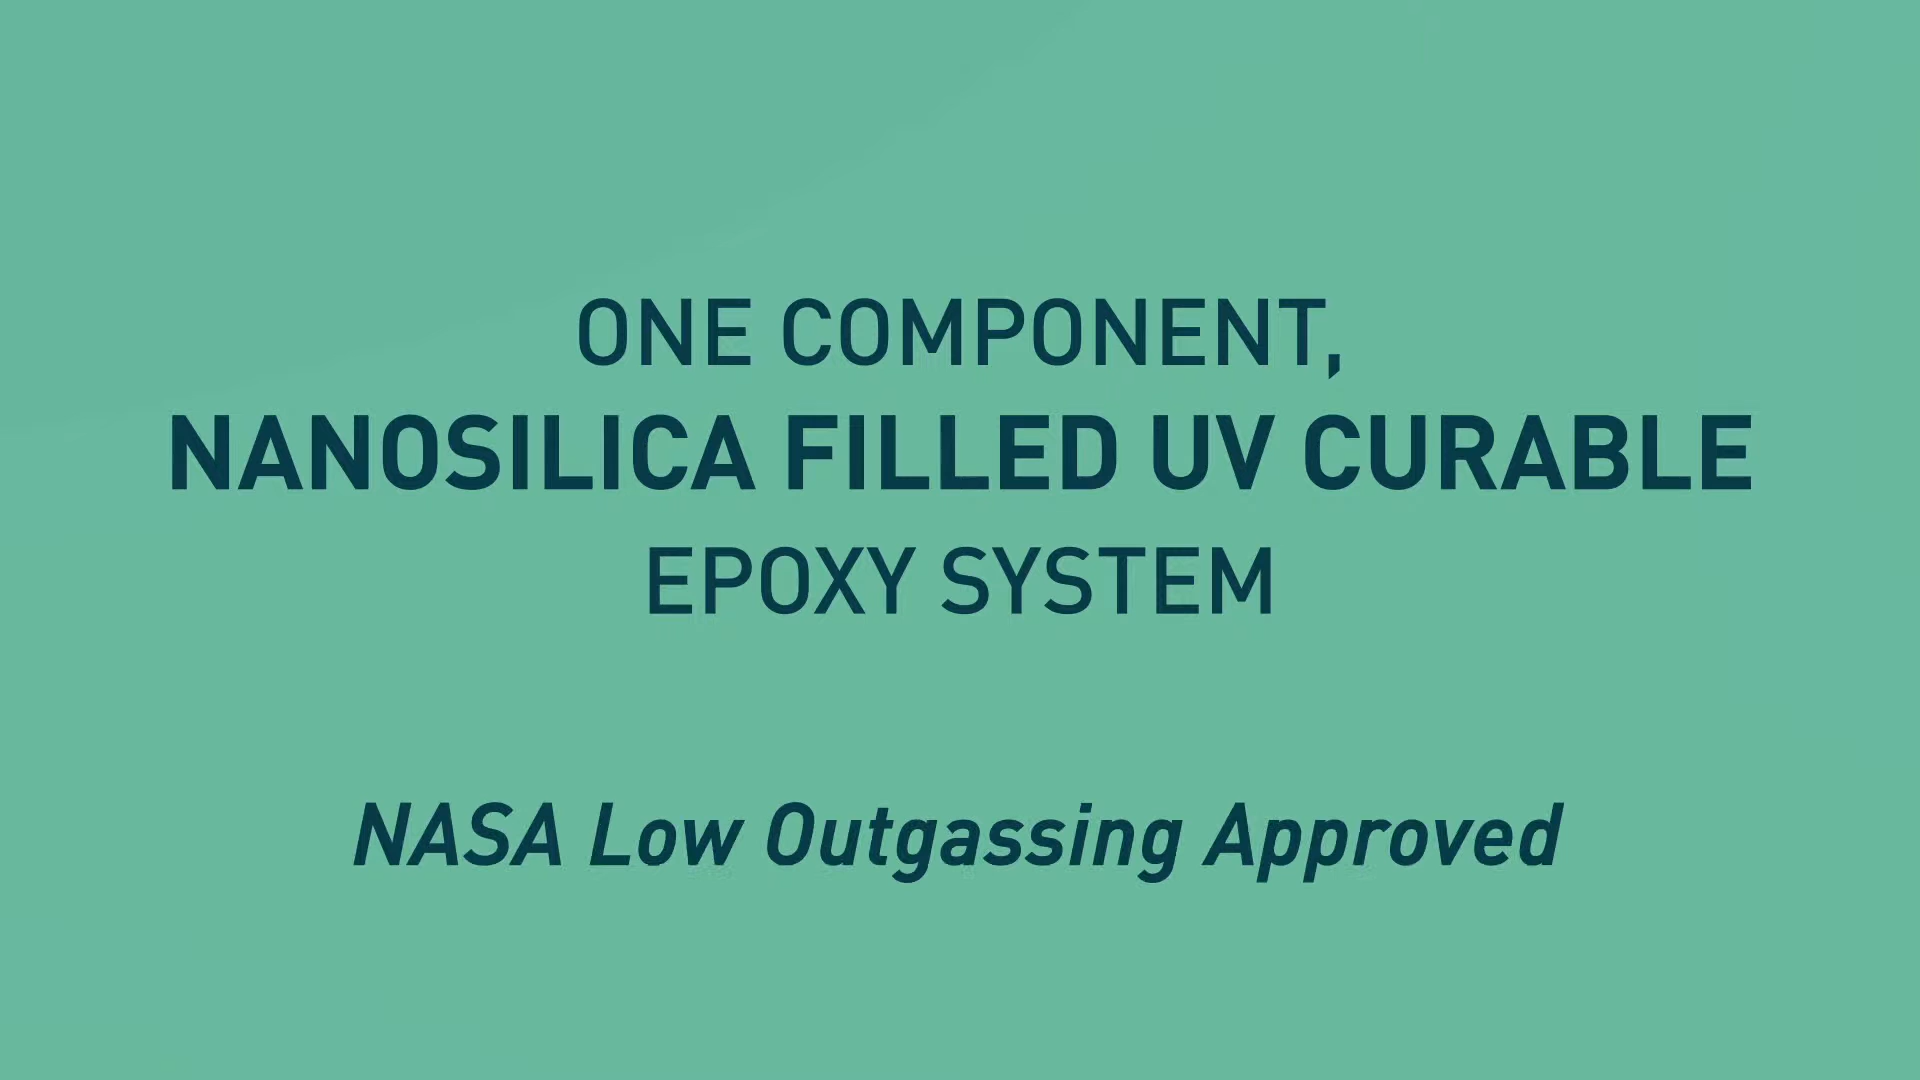 ONE COMPONENT,
NANOSILICA FILLED UV CURABLE
EPOXY SYSTEM
NASA Low Outgassing Approved